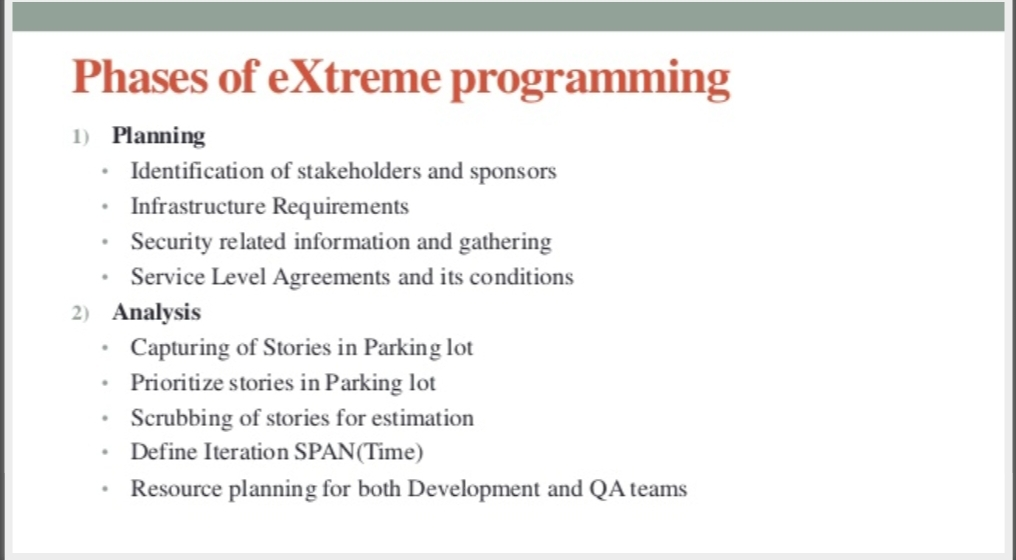 Phases of eXtreme programming
1) Planning
• Identification of stakeholders and sponsors
• Infrastructure Requirements
• Security related information and gathering
• Service Level Agreements and its conditions
2) Analysis
• Capturing of Stories in Parking lot
• Prioritize stories in Parking lot
• Scrubbing of stories for estimation
• Define Iteration SPAN(Time)
• Resource planning for both Development and QA teams